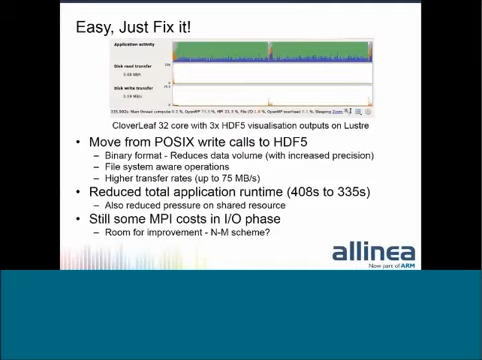 Easy, Just Fix it!
Application activity
Disk read transfer
Disk write transfer
CloverLeaf 32 core with 3x HDF5 visualisation outputs on Lustre
• Move from POSIX write calls to HDF5
– Binary format - Reduces data volume (with increased precision)
– File system aware operations
– Higher transfer rates (up to 75 MB/s)
• Reduced total application runtime (408s to 335s)
– Also reduced pressure on shared resource
• Still some MPI costs in I/O phase
– Room for improvement - N-M scheme?
allinea
Now part of ARM